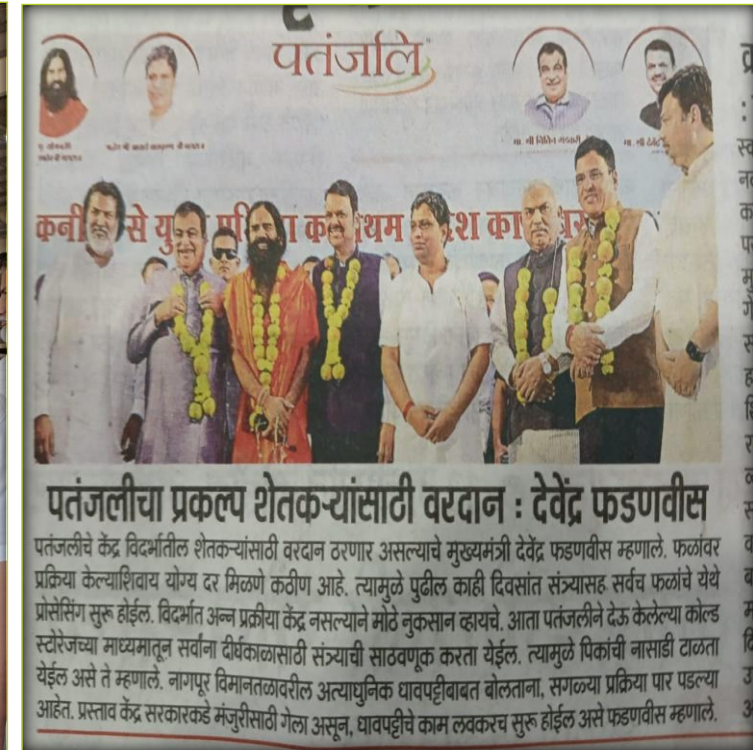 पतंजलि
मा. श्री नितिन गडकरी
मा. श्री
कनी से यु का थम का
पतंजलीचा प्रकल्प शेतकऱ्यांसाठी वरदान : देवेंद्र फडणवीस
पतंजलीचे केंद्र विदर्भातील शेतकऱ्यांसाठी वरदान ठरणार असल्याचे मुख्यमंत्री देवेंद्र फडणवीस म्हणाले. फळांवर
प्रक्रिया केल्याशिवाय योग्य दर मिळणे कठीण आहे. त्यामुळे पुढील काही दिवसांत संत्र्यासह सर्वच फळांचे येथे
प्रोसेसिंग सुरू होईल. विदर्भात अन्न प्रक्रीया केंद्र नसल्याने मोठे नुकसान व्हायचे. आता पतंजलीने देऊ केलेल्या कोल्ड
स्टोरेजच्या माध्यमातून सर्वांना दीर्घकाळासाठी संत्र्याची साठवणूक करता येईल. त्यामुळे पिकांची नासाडी टाळता
येईल असे ते म्हणाले. नागपूर विमानतळावरील अत्याधुनिक धावपट्टीबाबत बोलताना, सगळ्या प्रक्रिया पार पडल्या
आहेत. प्रस्ताव केंद्र सरकारकडे मंजुरीसाठी गेला असून, धावपट्टीचे काम लवकरच सुरू होईल असे फडणवीस म्हणाले.